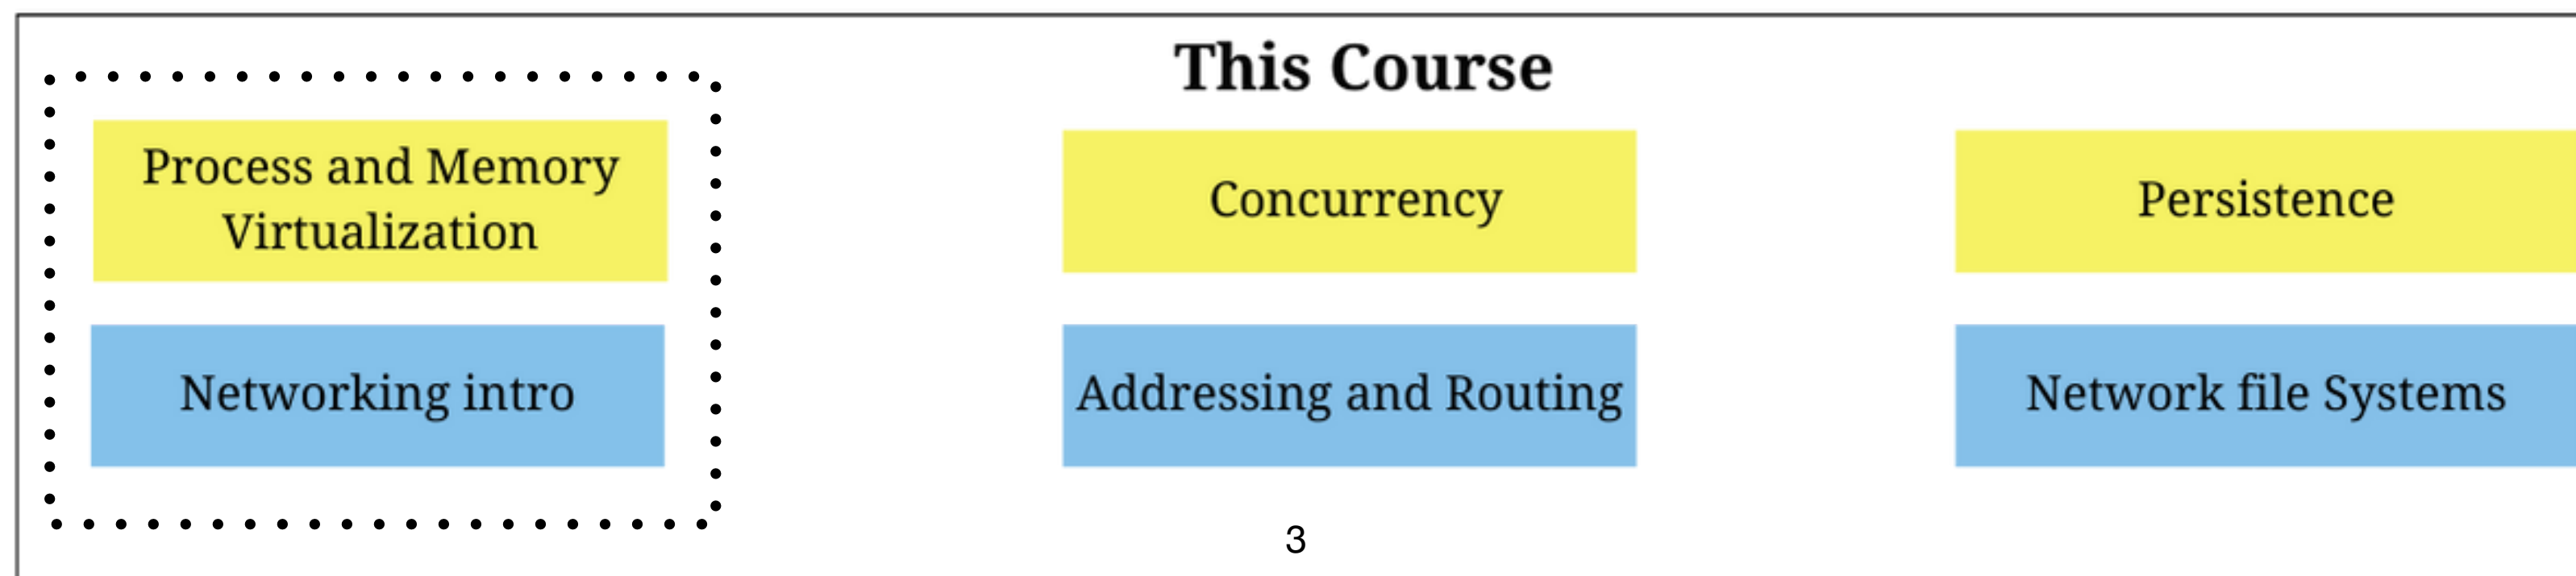 This Course
Process and Memory
Virtualization
Concurrency
Persistence
Networking intro
Addressing and Routing
Network file Systems
3